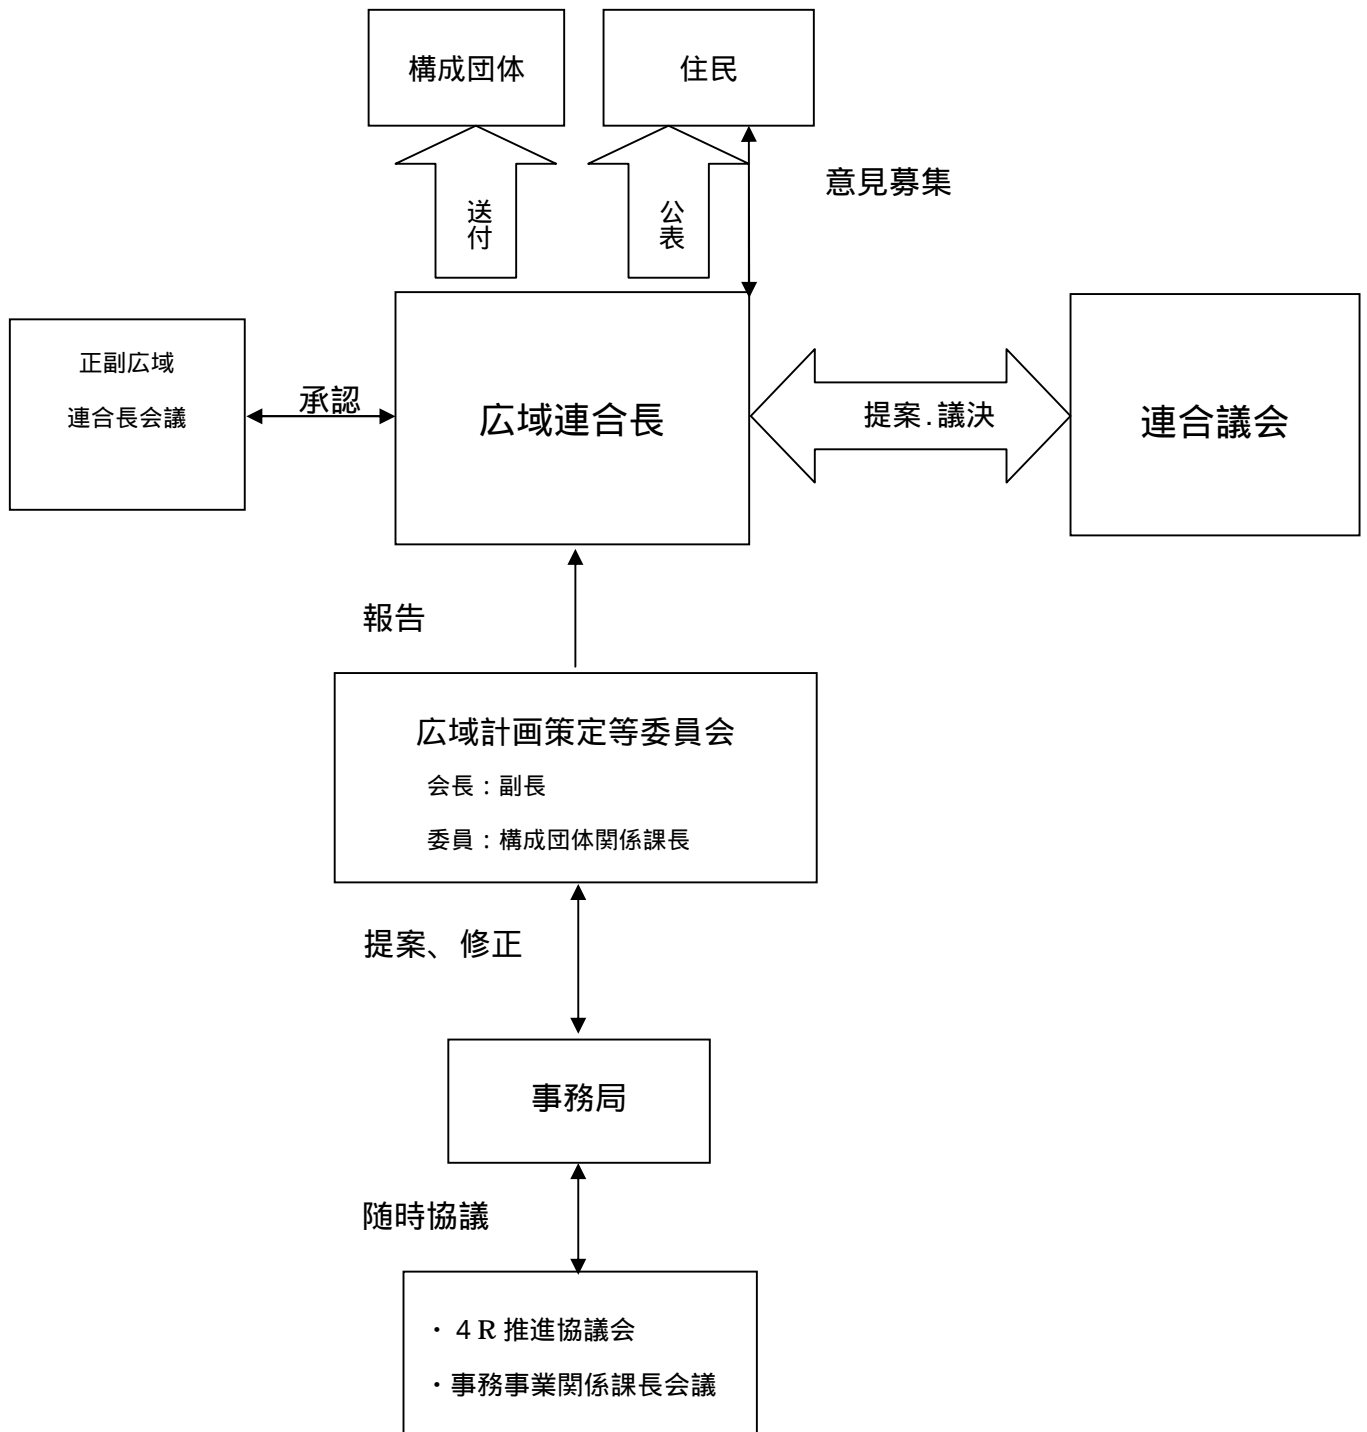 構成団体
住民
送付
公表
意見募集
正副広域
連合長会議
承認
広域連合長
提案.議決
連合議会
報告
広域計画策定等委員会
会長：副長
委員：構成団体関係課長
提案、修正
事務局
随時協議
・４R 推進協議会
・事務事業関係課長会議